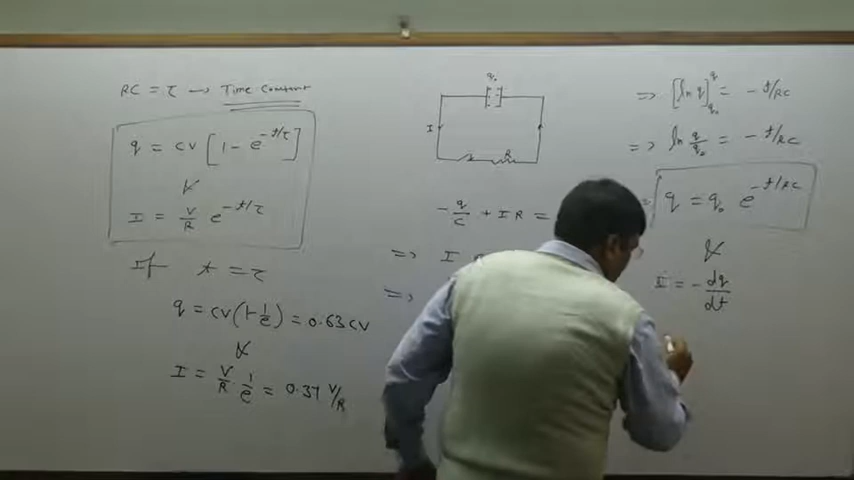 RC = τ → Time Constant
q = CV [1 - e^{-t/τ}]
&
I = V/R e^{-t/τ}
If t = τ
q = CV(1 - 1/e) = 0.63 CV
&
I = V/R · 1/e = 0.37 V/R
q₀
I
R
- q/C + IR =
⇒ I
⇒
⇒ [ln q]_{q₀}^{q} = - t/RC
⇒ ln q/q₀ = - t/RC
q = q₀ e^{-t/RC}
&
I = - dq/dt